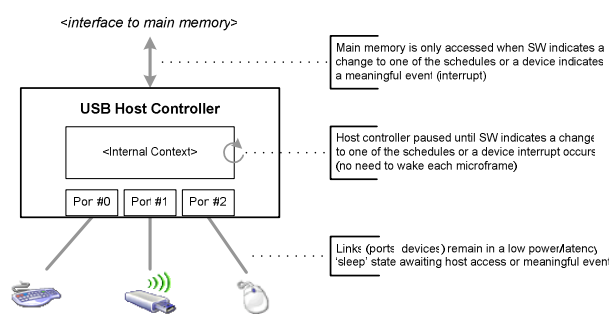 <interface to main memory>
Main memory is only accessed when SW indicates a
change to one of the schedules or a device indicates
a meaningful event (interrupt)
USB Host Controller
<Internal Context>
Host controller paused until SW indicates a change
to one of the schedules or a device interrupt occurs
(no need to wake each microframe)
Port #0
Port #1
Port #2
Links (ports devices) remain in a low power/latency
'sleep' state awaiting host access or meaningful event